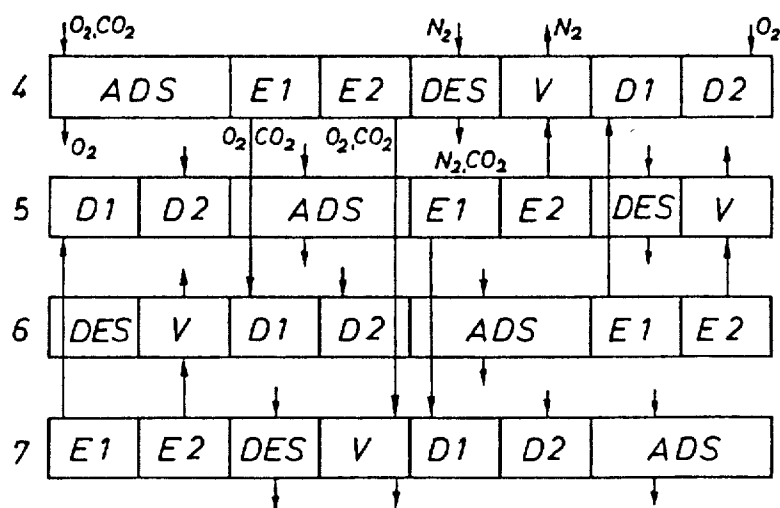 O2,CO2 N2 N2 O2
4 ADS E1 E2 DES V D1 D2
O2 O2 CO2 O2,CO2 N2,CO2
5 D1 D2 ADS E1 E2 DES V
6 DES V D1 D2 ADS E1 E2
7 E1 E2 DES V D1 D2 ADS